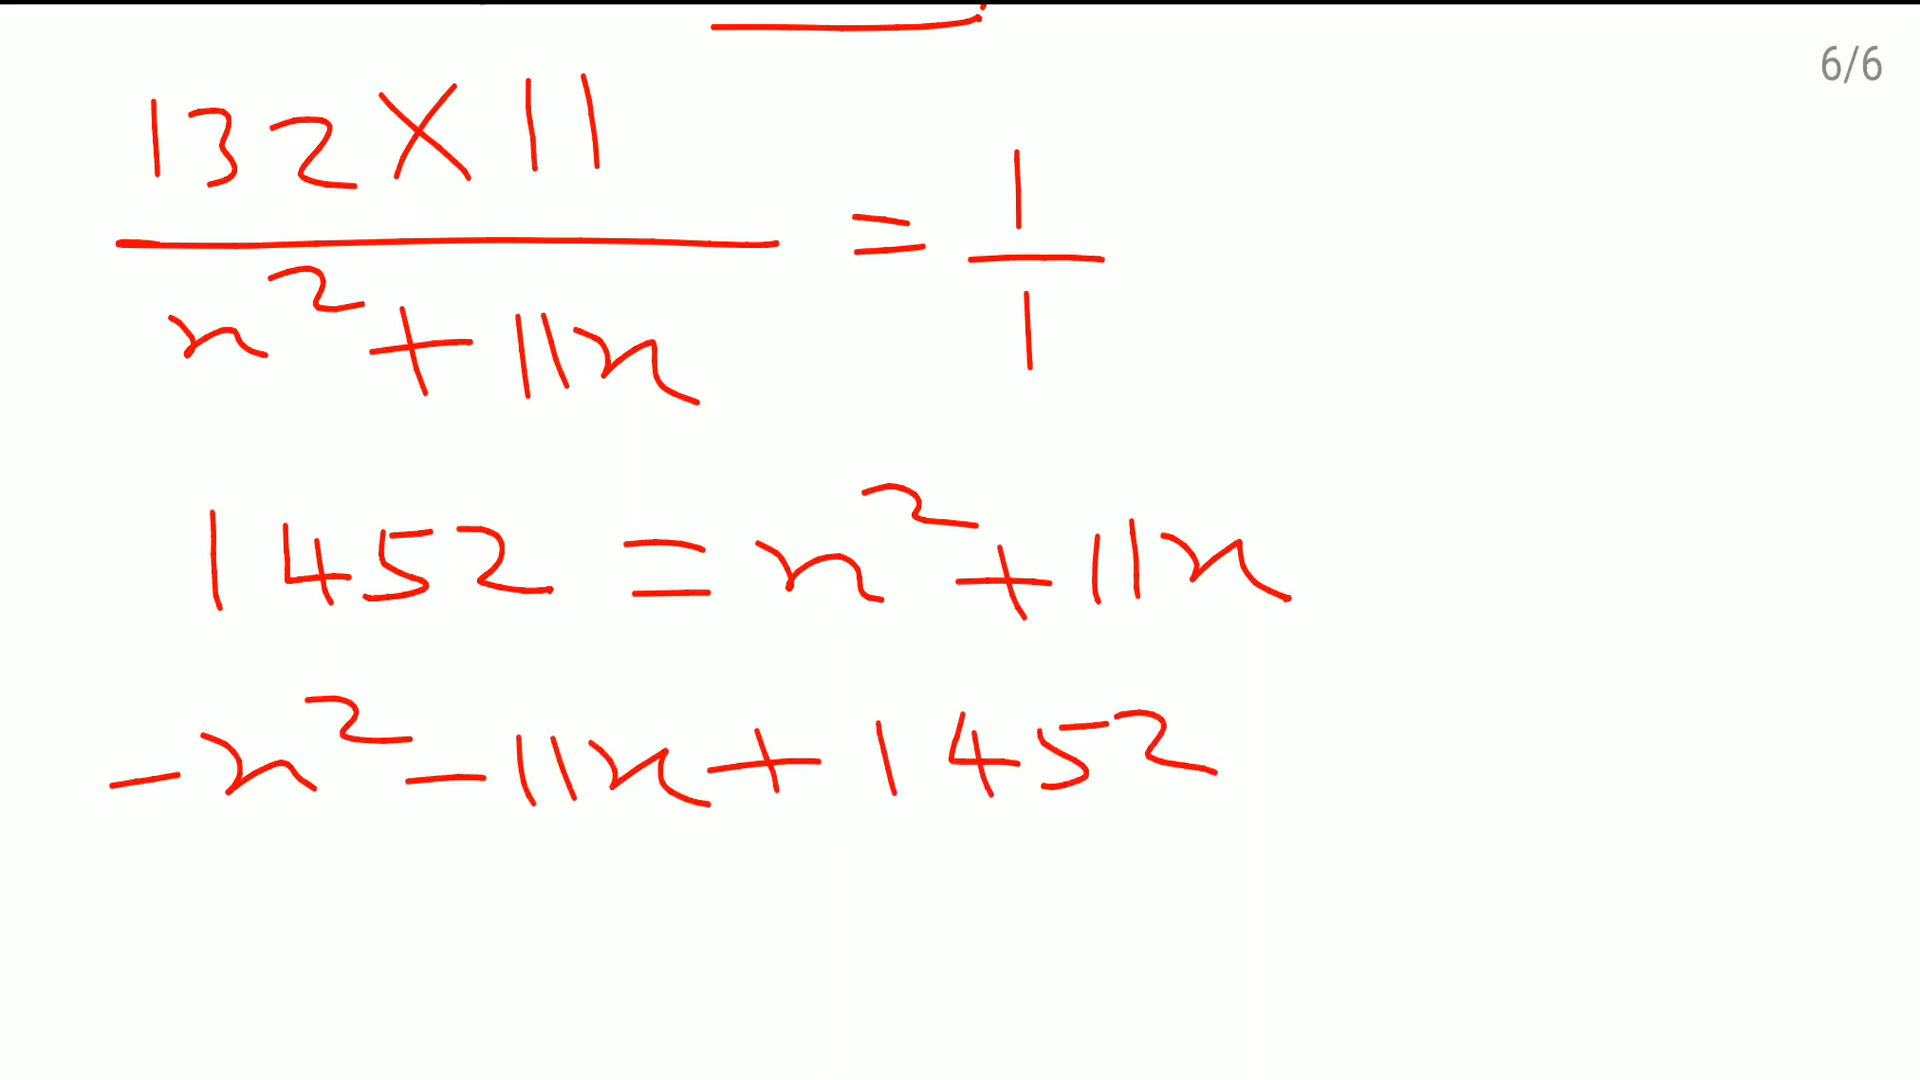 6/6
132 × 11
x² + 11x
= 1/1
1452 = x² + 11x
-x² - 11x + 1452